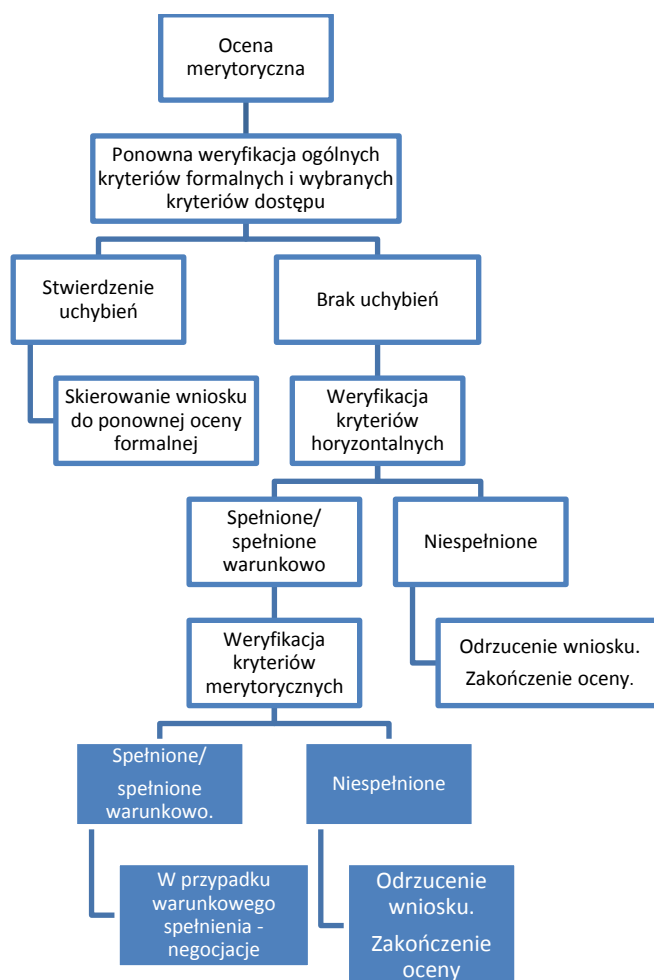 Ocena
merytoryczna
Ponowna weryfikacja ogólnych
kryteriów formalnych i wybranych
kryteriów dostępu
Stwierdzenie
uchybień
Brak uchybień
Skierowanie wniosku
do ponownej oceny
formalnej
Weryfikacja
kryteriów
horyzontalnych
Spełnione/
spełnione
warunkowo
Niespełnione
Weryfikacja
kryteriów
merytorycznych
Odrzucenie wniosku.
Zakończenie oceny.
Spełnione/
spełnione
warunkowo.
Niespełnione
W przypadku
warunkowego
spełnienia -
negocjacje
Odrzucenie
wniosku.
Zakończenie
oceny